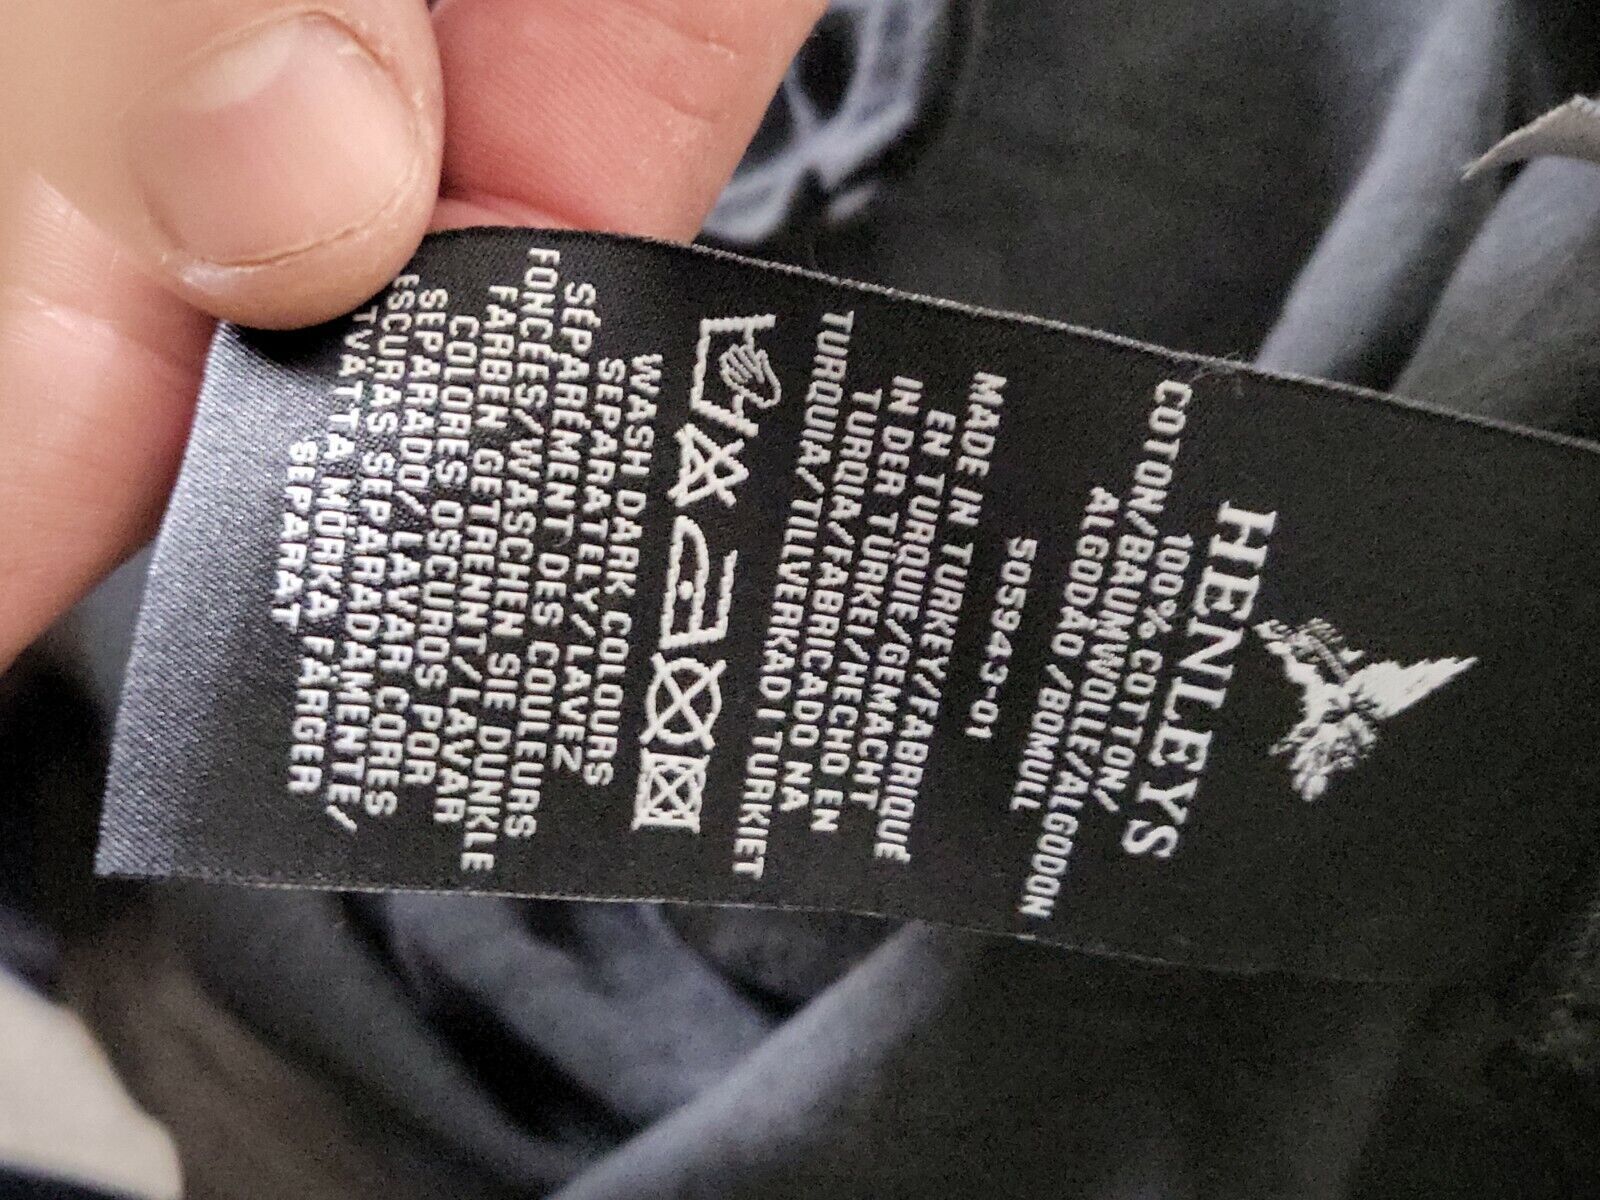 HENLEYS
100% COTTON/
COTON/BAUMWOLLE/ALGODON
ALGODÃO/BOMULL
505943-01
MADE IN TURKEY/FABRIQUÉ
EN TURQUIE/GEMACHT
IN DER TÜRKEI/HECHO EN
TURQUIA/FABRICADO NA
TURQUIA/TILLVERKAD I TURKIET
WASH DARK COLOURS
SEPARATELY/LAVEZ
SÉPARÉMENT DES COULEURS
FONCÉES/WASCHEN SIE DUNKLE
FARBEN GETRENNT/LAVAR
COLORES OSCUROS POR
SEPARADO/LAVAR CORES
ESCURAS SEPARADAMENTE/
TVÄTTA MÖRKA FÄRGER
SEPARAT